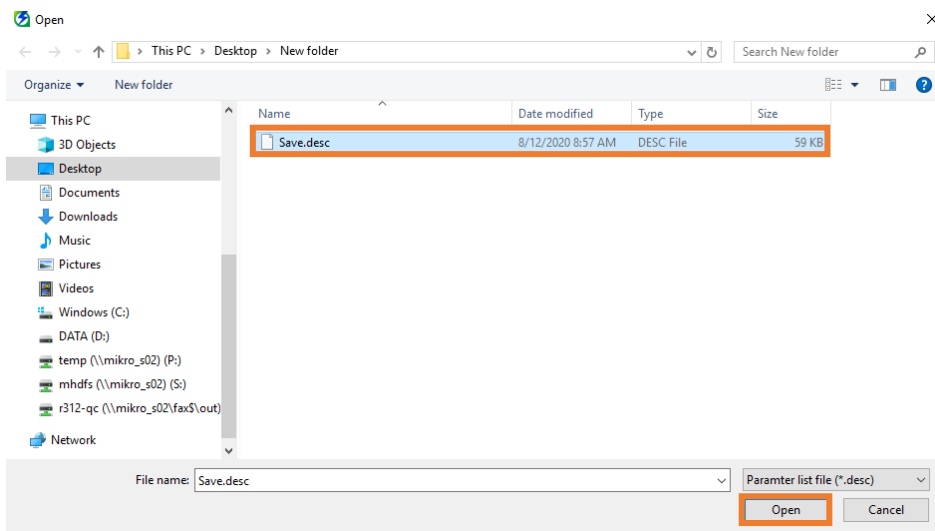 Open
This PC > Desktop > New folder
Search New folder
Organize
New folder
Name
Date modified
Type
Size
Save.desc
8/12/2020 8:57 AM
DESC File
59 KB
This PC
3D Objects
Desktop
Documents
Downloads
Music
Pictures
Videos
Windows (C:)
DATA (D:)
temp (\\mikro_s02) (P:)
mhdfs (\\mikro_s02) (S:)
r312-qc (\\mikro_s02\fax$\out)
Network
File name:
Save.desc
Paramter list file (*.desc)
Open
Cancel